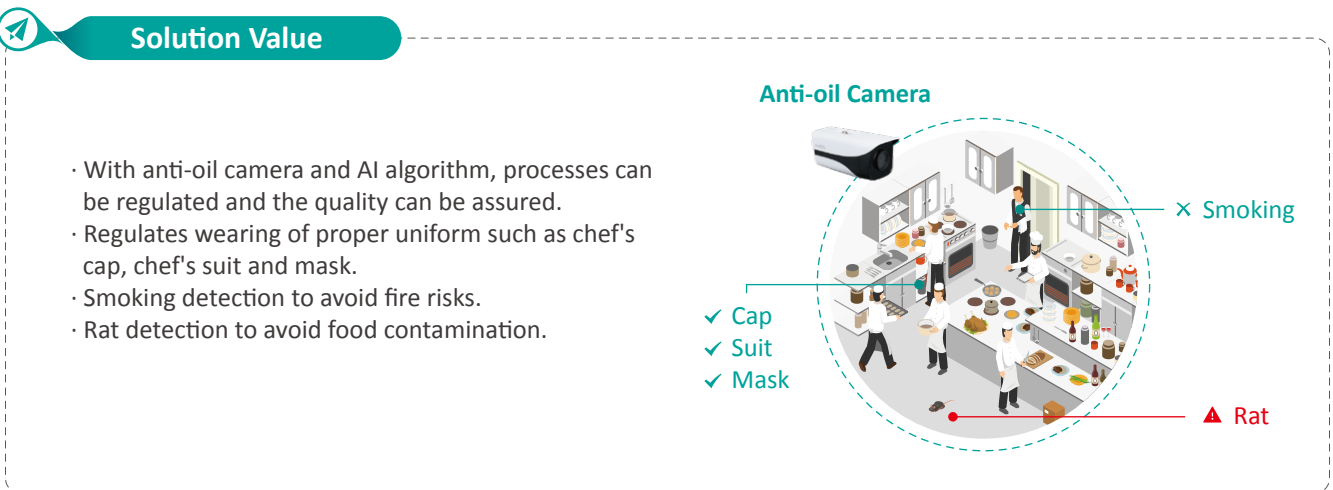 Solution Value
· With anti-oil camera and AI algorithm, processes can
be regulated and the quality can be assured.
· Regulates wearing of proper uniform such as chef's
cap, chef's suit and mask.
· Smoking detection to avoid fire risks.
· Rat detection to avoid food contamination.
Anti-oil Camera
× Smoking
✓ Cap
✓ Suit
✓ Mask
Rat